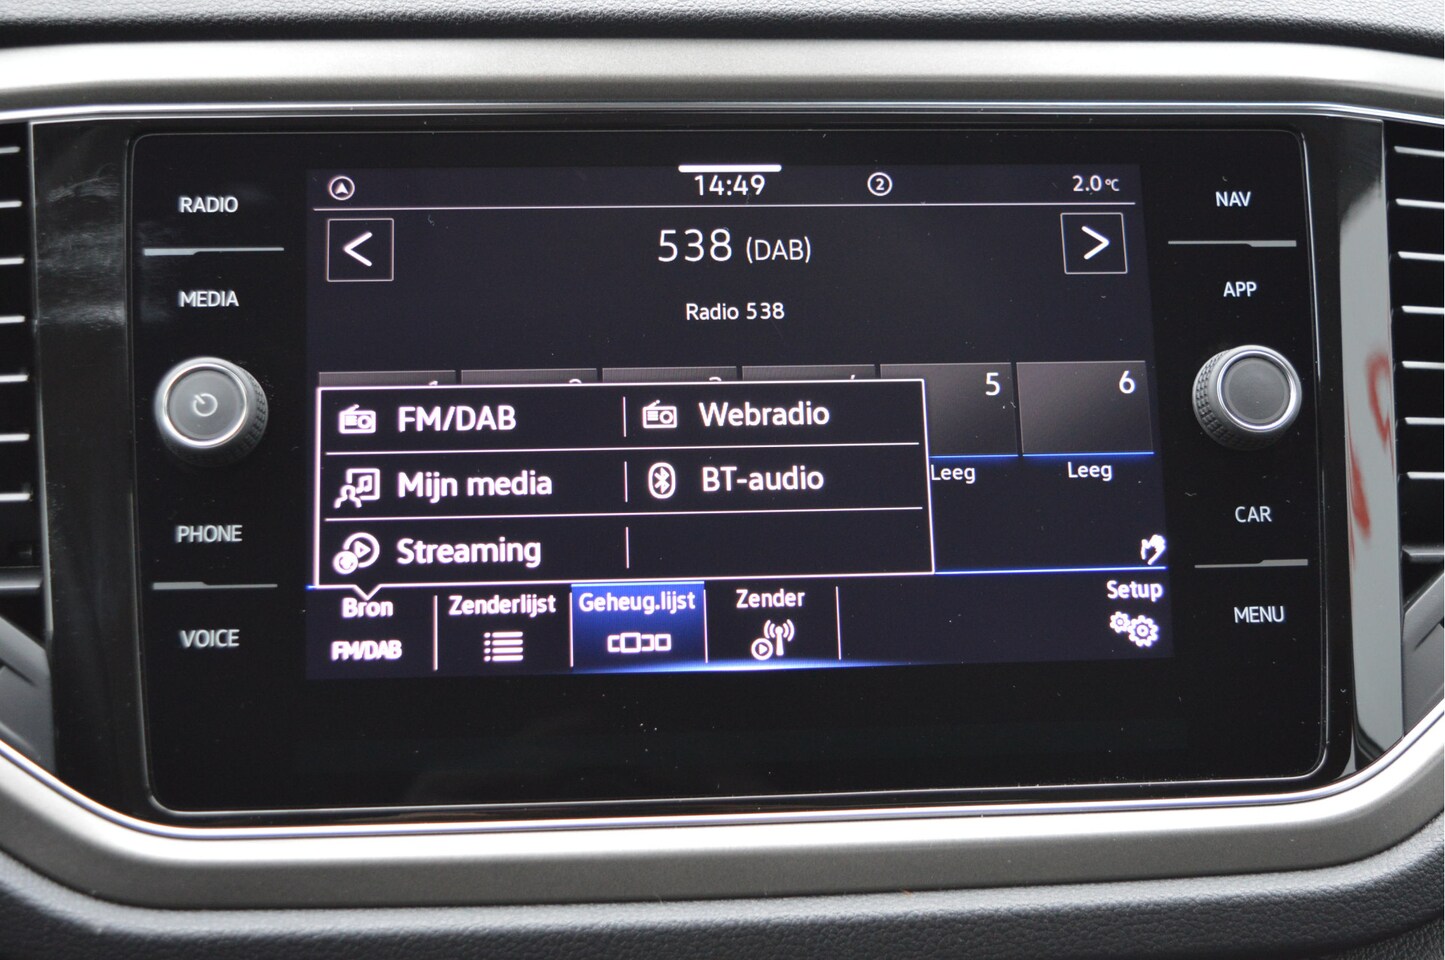 RADIO
MEDIA
PHONE
VOICE
14:49
2
2.0°C
<
538 (DAB)
>
Radio 538
5
6
Leeg
Leeg
FM/DAB
Webradio
Mijn media
BT-audio
Streaming
Bron
FM/DAB
Zenderlijst
Geheug.lijst
Zender
Setup
NAV
APP
CAR
MENU